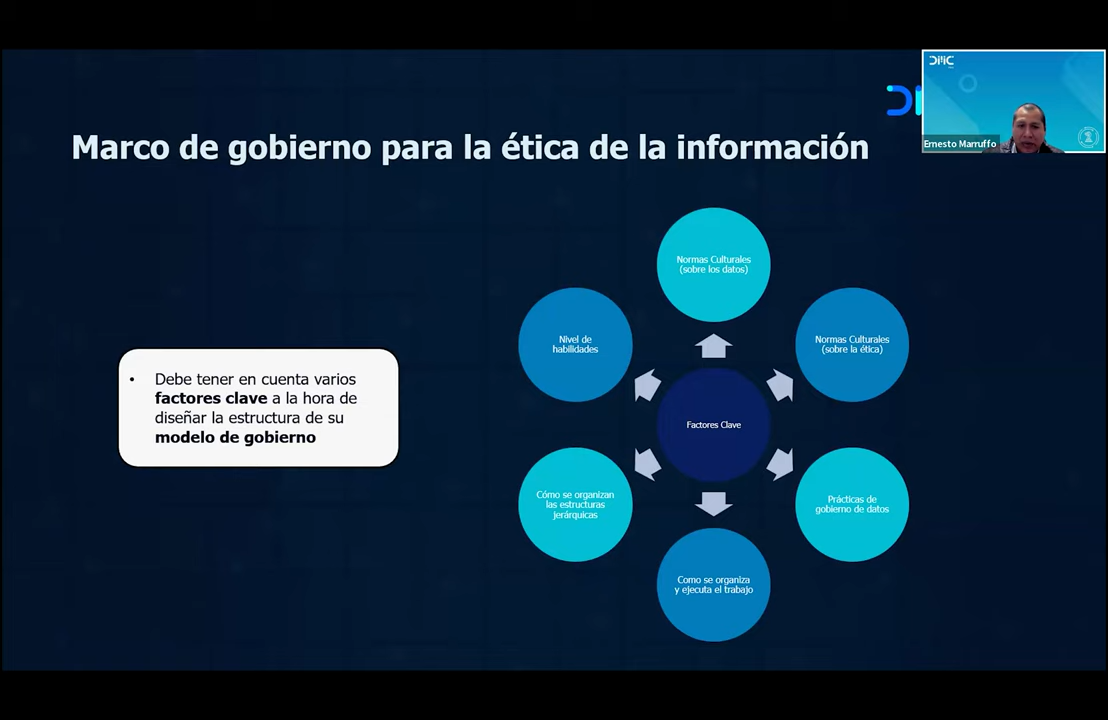 DMC
Ernesto Marruffo
Marco de gobierno para la ética de la información
• Debe tener en cuenta varios
factores clave a la hora de
diseñar la estructura de su
modelo de gobierno
Normas Culturales
(sobre los datos)
Nivel de
habilidades
Normas Culturales
(sobre la ética)
Factores Clave
Cómo se organizan
las estructuras
jerárquicas
Prácticas de
gobierno de datos
Como se organiza
y ejecuta el trabajo